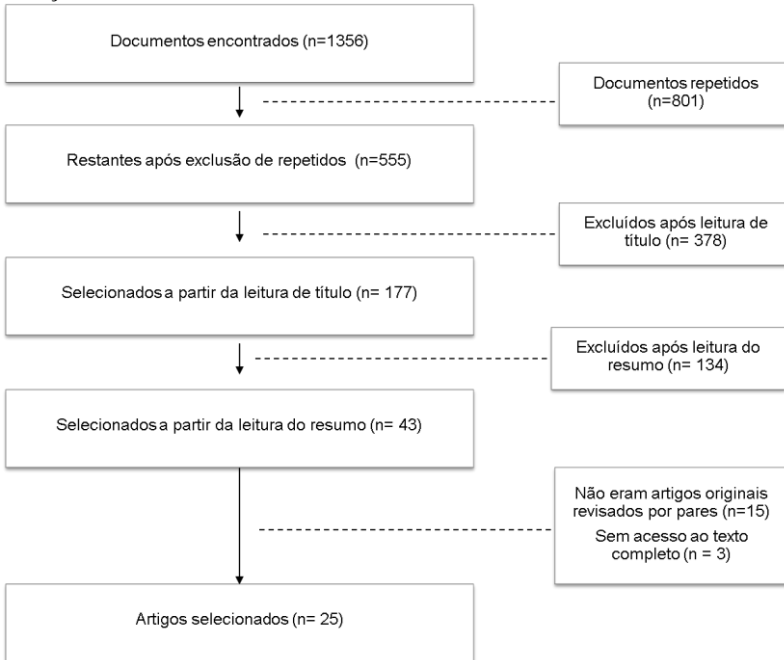 Documentos encontrados (n=1356)
Documentos repetidos
(n=801)
Restantes após exclusão de repetidos (n=555)
Excluídos após leitura de
título (n= 378)
Selecionados a partir da leitura de título (n= 177)
Excluídos após leitura do
resumo (n= 134)
Selecionados a partir da leitura do resumo (n= 43)
Não eram artigos originais
revisados por pares (n=15)
Sem acesso ao texto
completo (n = 3)
Artigos selecionados (n= 25)